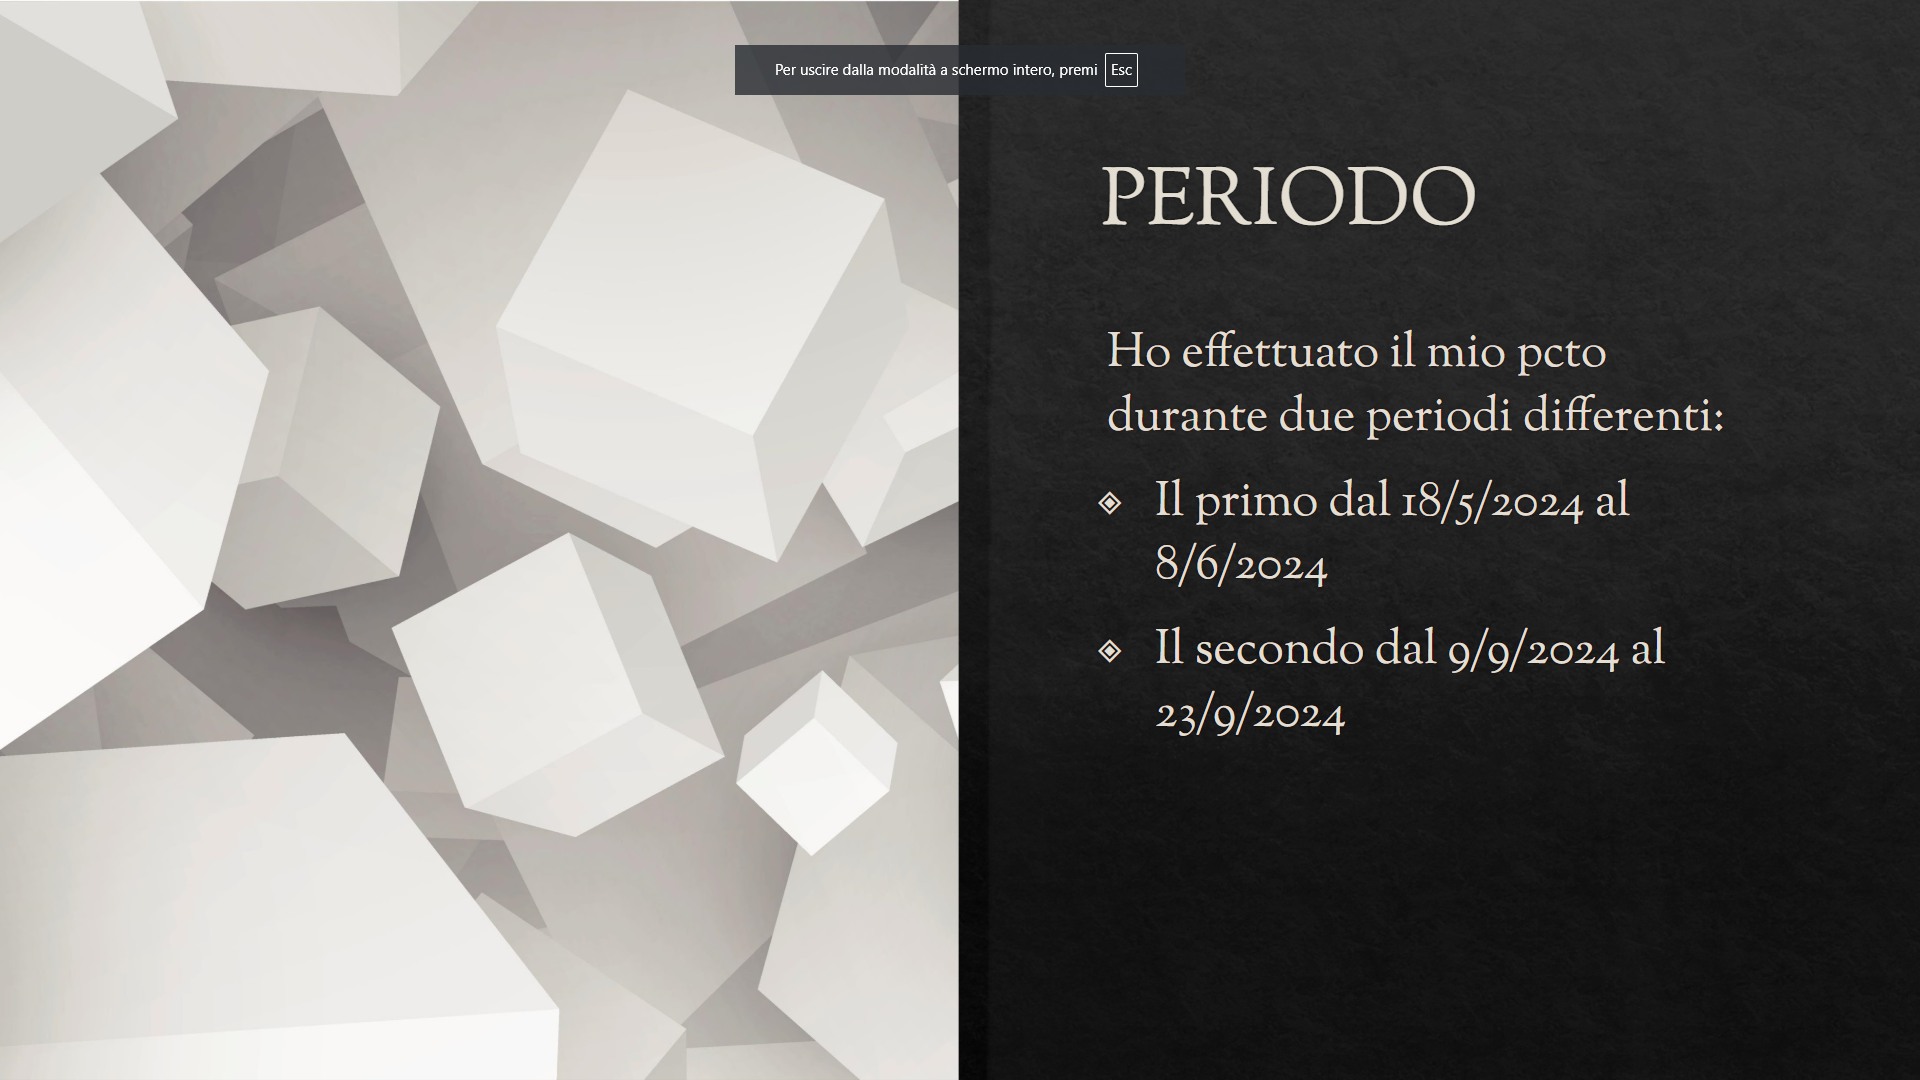 Per uscire dalla modalità a schermo intero, premi Esc
PERIODO
Ho effettuato il mio pcto
durante due periodi differenti:
Il primo dal 18/5/2024 al
8/6/2024
Il secondo dal 9/9/2024 al
23/9/2024